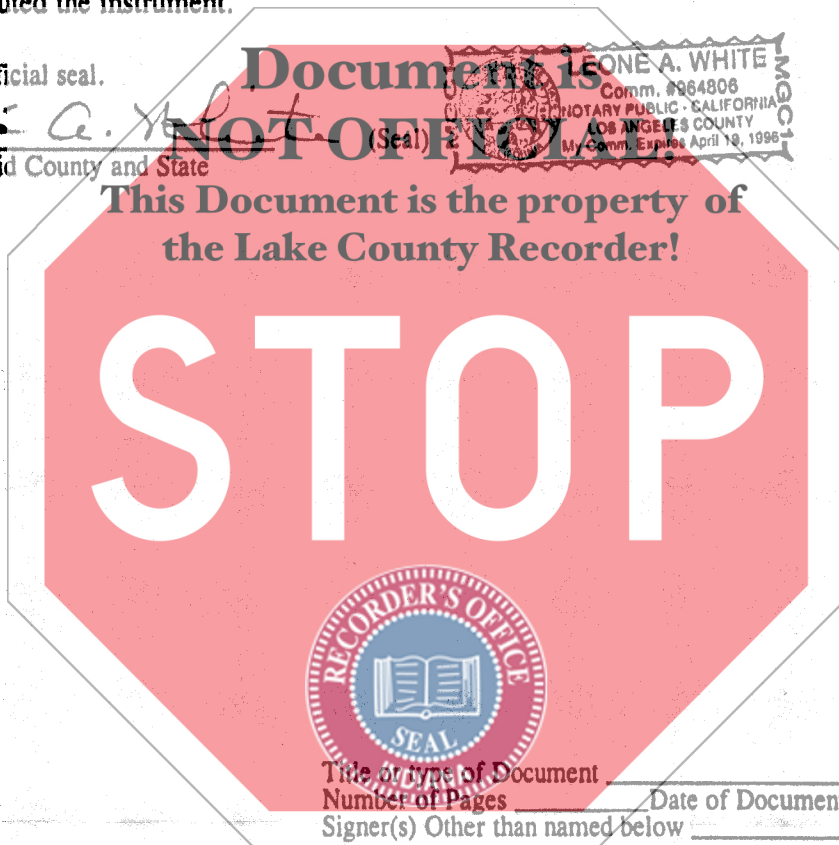 uted the instrument.
ficial seal.
Document is
LEONE A. WHITE
Comm. #964806
NOTARY PUBLIC - CALIFORNIA
LOS ANGELES COUNTY
My Comm. Expires April 19, 1996
MGC1
(Seal)
NOT OFFICIAL!
id County and State
This Document is the property of
the Lake County Recorder!
STOP
RECORDER'S OFFICE
SEAL
Title or type of Document
Number of Pages
Date of Documen
Signer(s) Other than named below